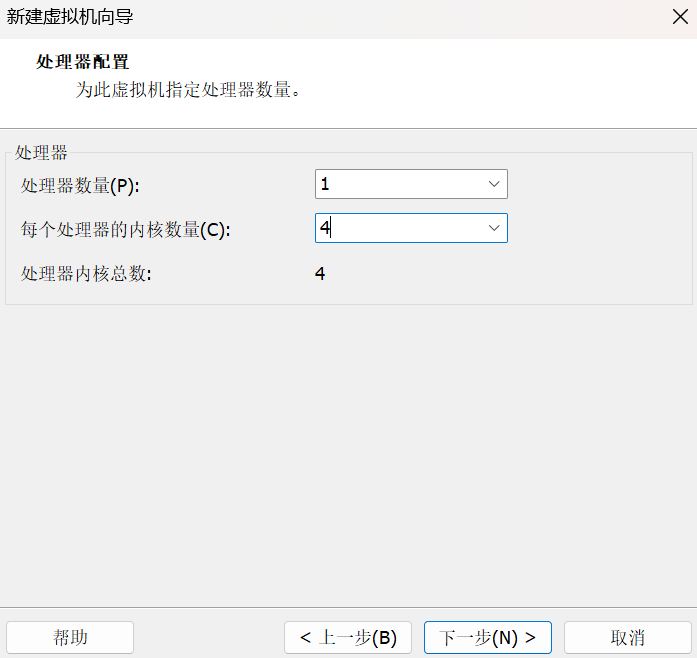 新建虚拟机向导
处理器配置
为此虚拟机指定处理器数量。
处理器
处理器数量(P): 1
每个处理器的内核数量(C): 4
处理器内核总数: 4
帮助 < 上一步(B) 下一步(N) > 取消